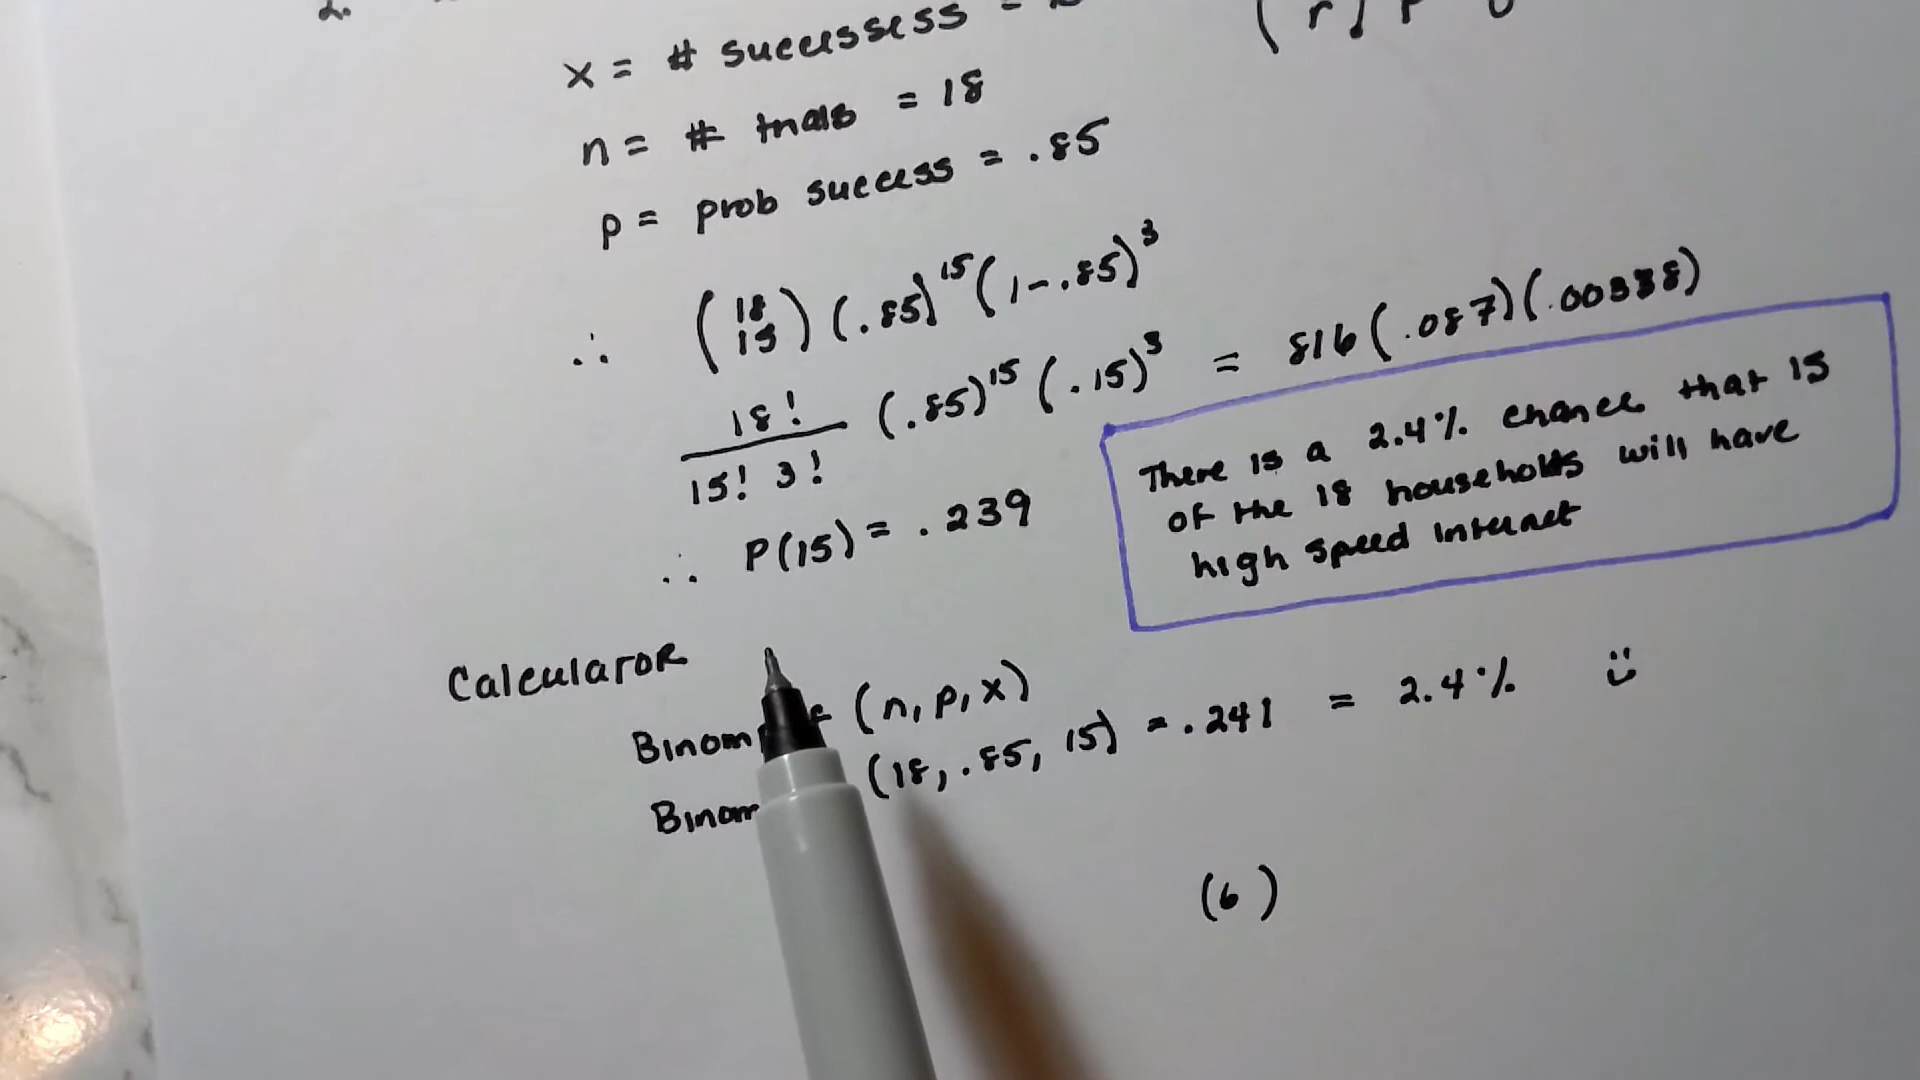 2.
x = # successess =
n = # trials = 18
p = prob success = .85
∴ (18 15) (.85)^15 (1-.85)^3
18! / 15! 3! (.85)^15 (.15)^3 = 816 (.087)(.00338)
∴ P(15) = .239
There is a 2.4% chance that 15
of the 18 households will have
high speed internet
Calculator
Binom (n, p, x)
Binom (18, .85, 15) = .241 = 2.4%
(6)